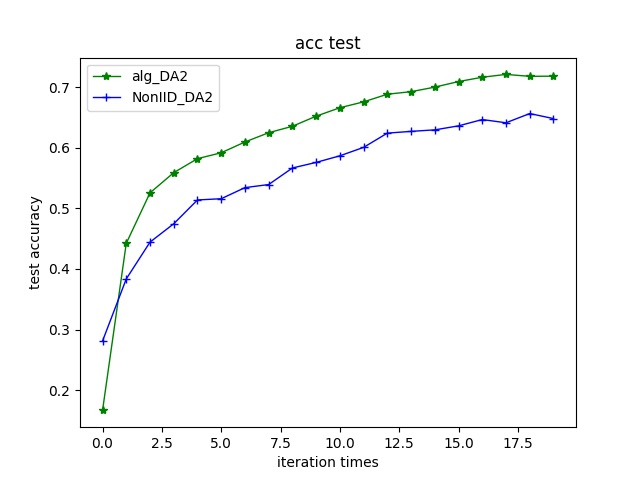 acc test
alg_DA2
NonIID_DA2
0.7
0.6
0.5
0.4
0.3
0.2
test accuracy
0.0 2.5 5.0 7.5 10.0 12.5 15.0 17.5
iteration times